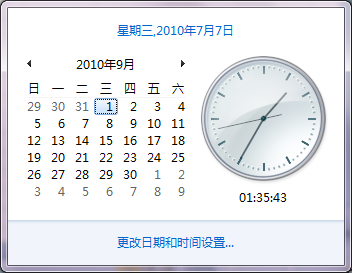 星期三,2010年7月7日
2010年9月
日 一 二 三 四 五 六
29 30 31 1 2 3 4
5 6 7 8 9 10 11
12 13 14 15 16 17 18
19 20 21 22 23 24 25
26 27 28 29 30 1 2
3 4 5 6 7 8 9
01:35:43
更改日期和时间设置...